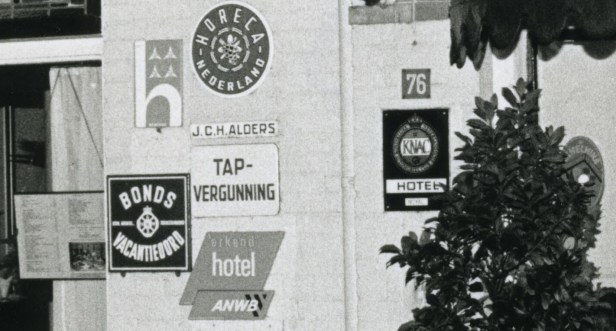 HORECA
NEDERLAND
J.C.H. ALDERS
TAP-
VERGUNNING
BONDS
VACANTIEOORD
erkend
hotel
ANWB
76
KNAC
HOTEL